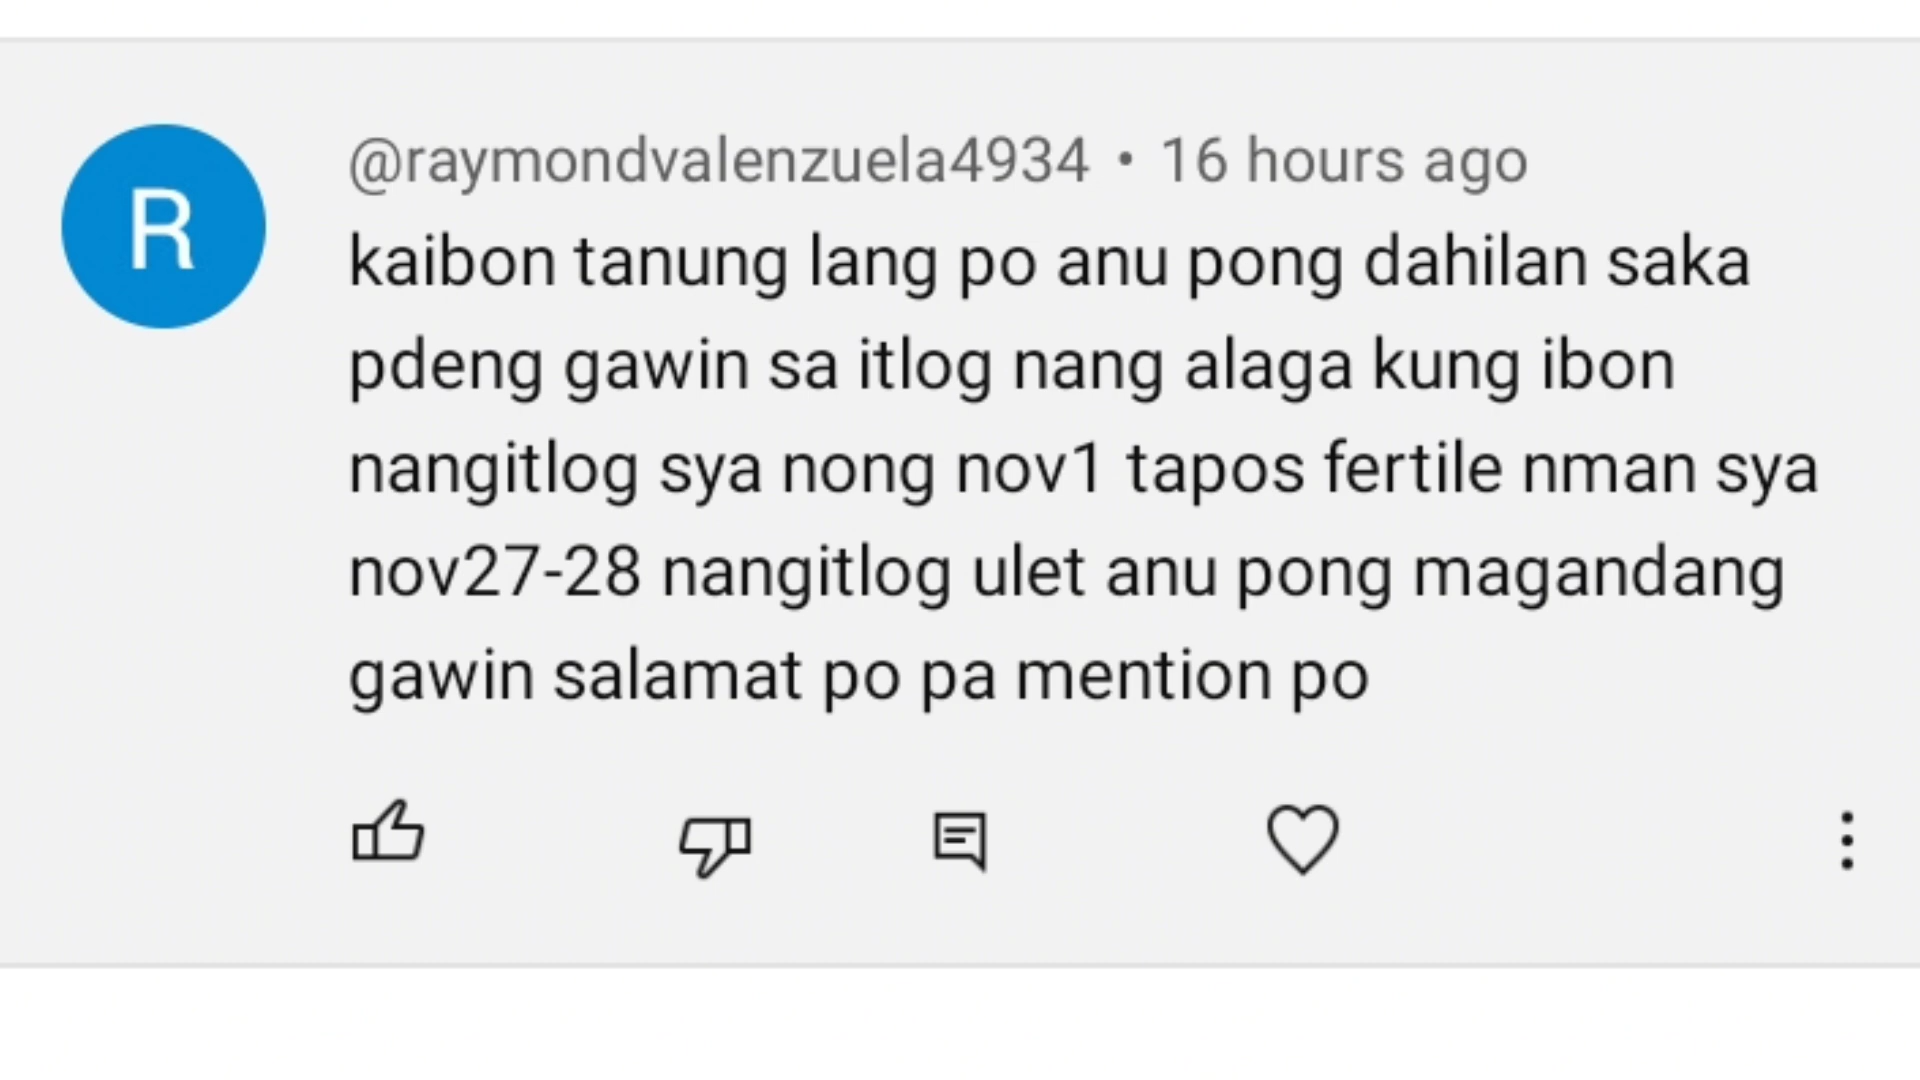 R
@raymondvalenzuela4934 • 16 hours ago
kaibon tanung lang po anu pong dahilan saka
pdeng gawin sa itlog nang alaga kung ibon
nangitlog sya nong nov1 tapos fertile nman sya
nov27-28 nangitlog ulet anu pong magandang
gawin salamat po pa mention po